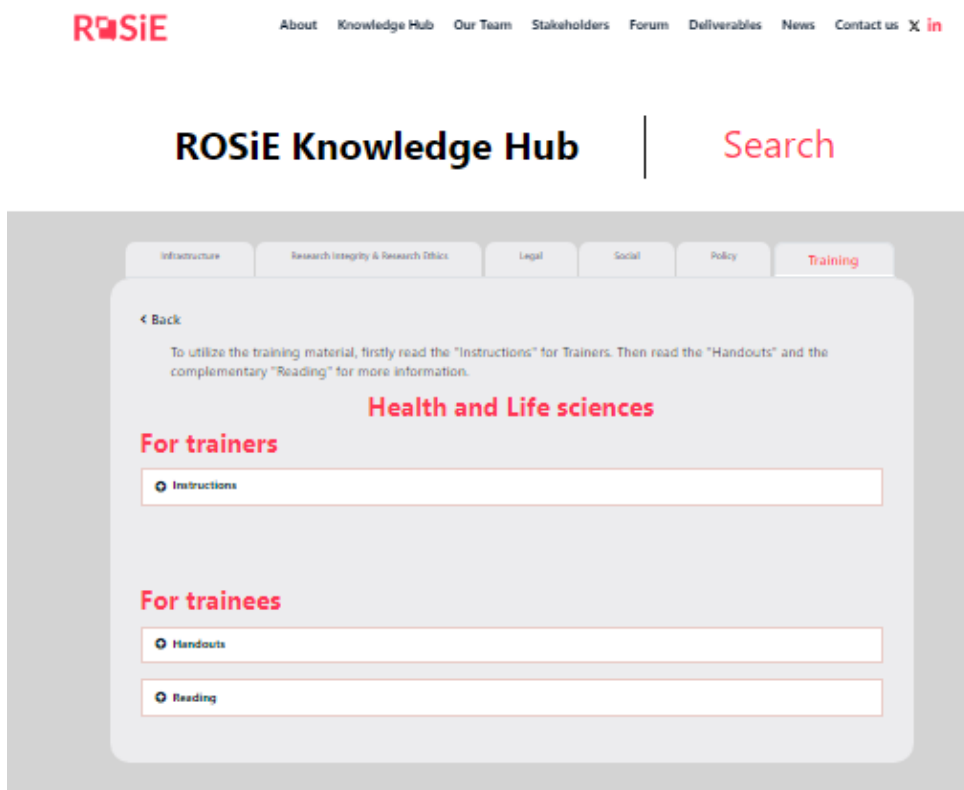 ROSiE
About Knowledge Hub Our Team Stakeholders Forum Deliverables News Contact us X in
ROSiE Knowledge Hub Search
Infrastructure Research Integrity & Research Ethics Legal Social Policy Training
Back
To utilize the training material, firstly read the "Instructions" for Trainers. Then read the "Handouts" and the
complementary "Reading" for more information.
Health and Life sciences
For trainers
Instructions
For trainees
Handouts
Reading